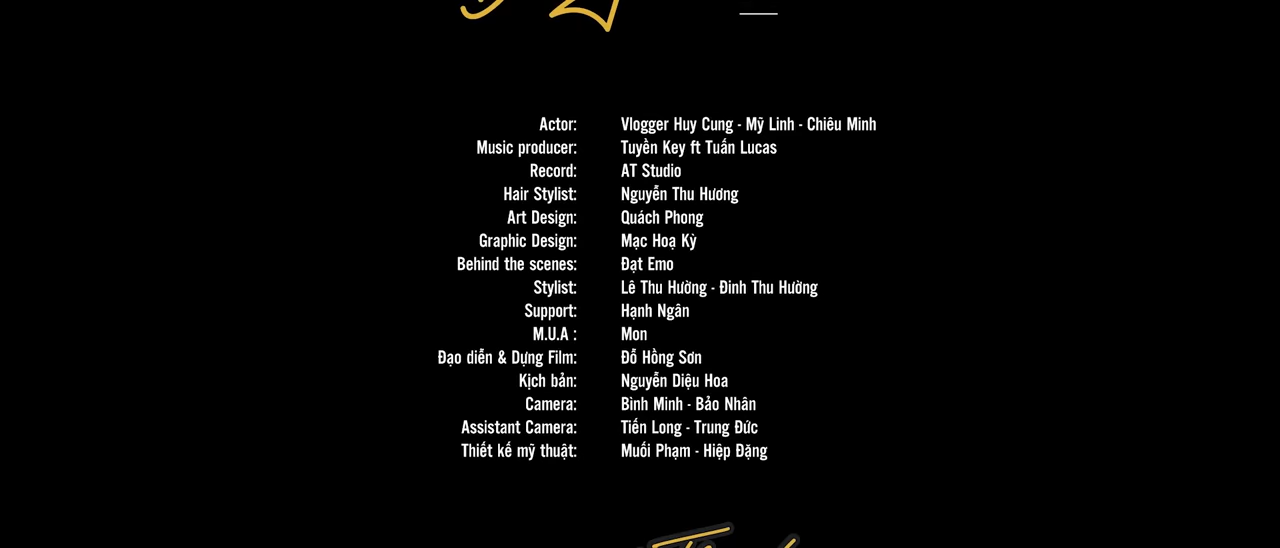 Actor: Vlogger Huy Cung - Mỹ Linh - Chiêu Minh
Music producer: Tuyền Key ft Tuấn Lucas
Record: AT Studio
Hair Stylist: Nguyễn Thu Hương
Art Design: Quách Phong
Graphic Design: Mạc Hoạ Kỳ
Behind the scenes: Đạt Emo
Stylist: Lê Thu Hường - Đinh Thu Hường
Support: Hạnh Ngân
M.U.A : Mon
Đạo diễn & Dựng Film: Đỗ Hồng Sơn
Kịch bản: Nguyễn Diệu Hoa
Camera: Bình Minh - Bảo Nhân
Assistant Camera: Tiến Long - Trung Đức
Thiết kế mỹ thuật: Muối Phạm - Hiệp Đặng